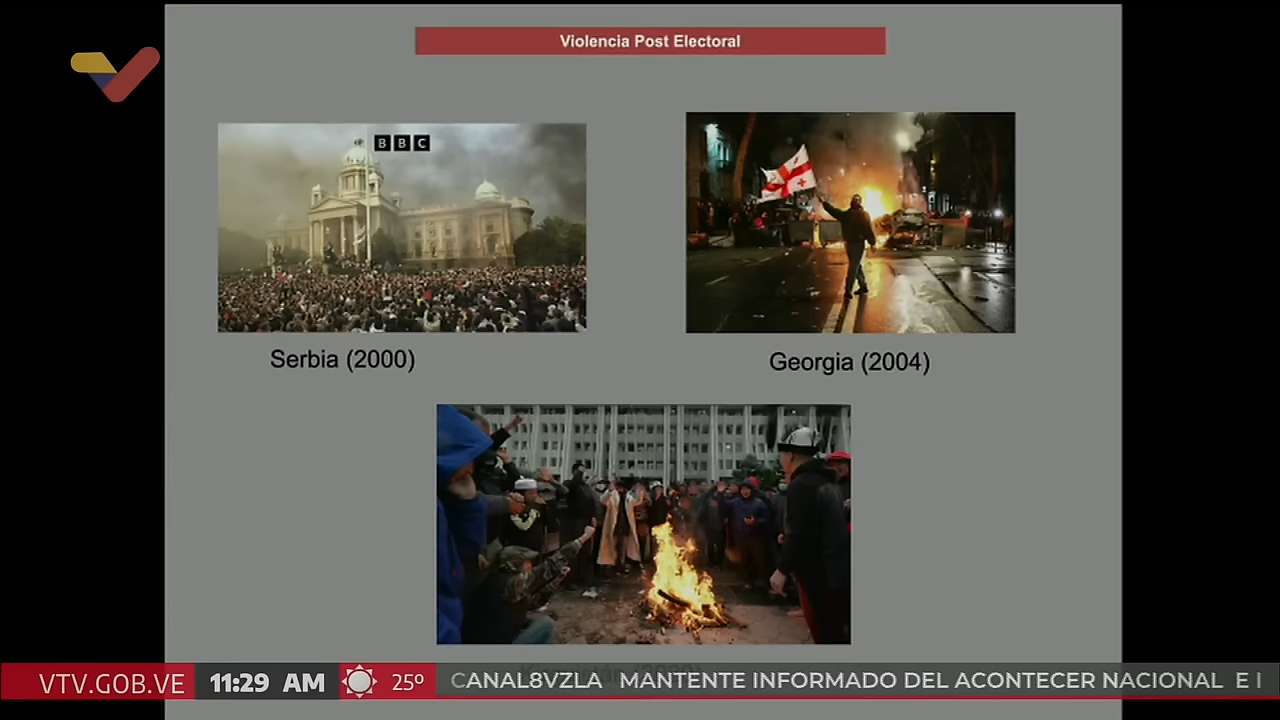 Violencia Post Electoral
BBC
Serbia (2000)
Georgia (2004)
VTV.GOB.VE
11:29 AM
25º
CANAL8VZLA MANTENTE INFORMADO DEL ACONTECER NACIONAL E I